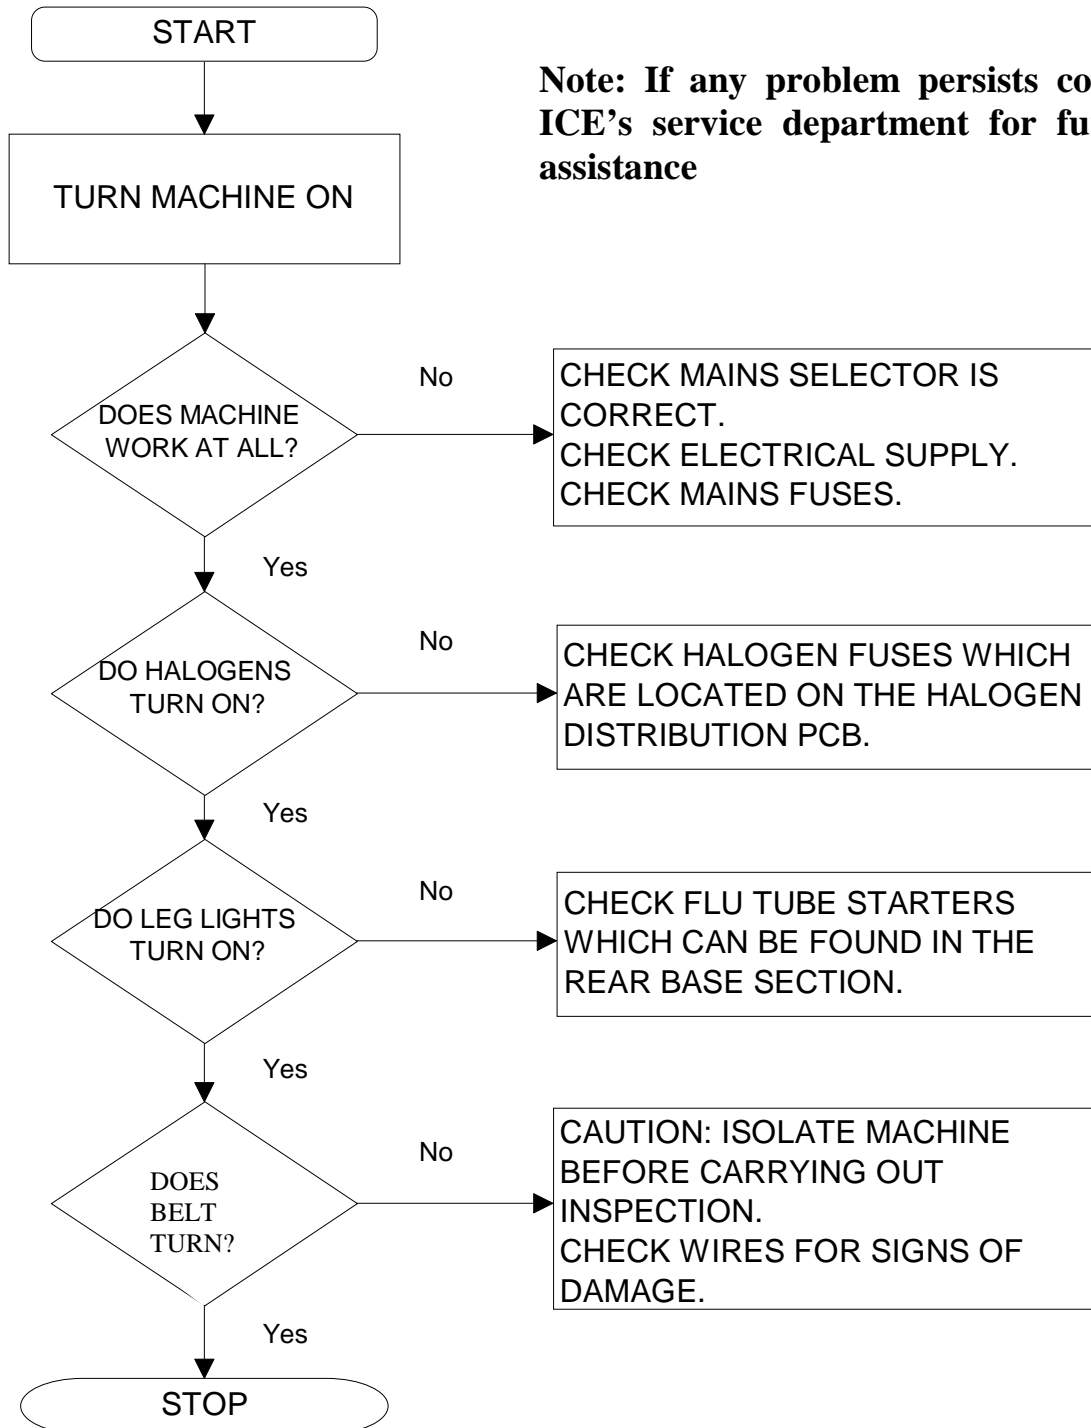 START
Note: If any problem persists
ICE's service department for
assistance
TURN MACHINE ON
DOES MACHINE
WORK AT ALL?
No
CHECK MAINS SELECTOR IS
CORRECT.
CHECK ELECTRICAL SUPPLY.
CHECK MAINS FUSES.
Yes
DO HALOGENS
TURN ON?
No
CHECK HALOGEN FUSES WHICH
ARE LOCATED ON THE HALOGEN
DISTRIBUTION PCB.
Yes
DO LEG LIGHTS
TURN ON?
No
CHECK FLU TUBE STARTERS
WHICH CAN BE FOUND IN THE
REAR BASE SECTION.
Yes
DOES
BELT
TURN?
No
CAUTION: ISOLATE MACHINE
BEFORE CARRYING OUT
INSPECTION.
CHECK WIRES FOR SIGNS OF
DAMAGE.
Yes
STOP